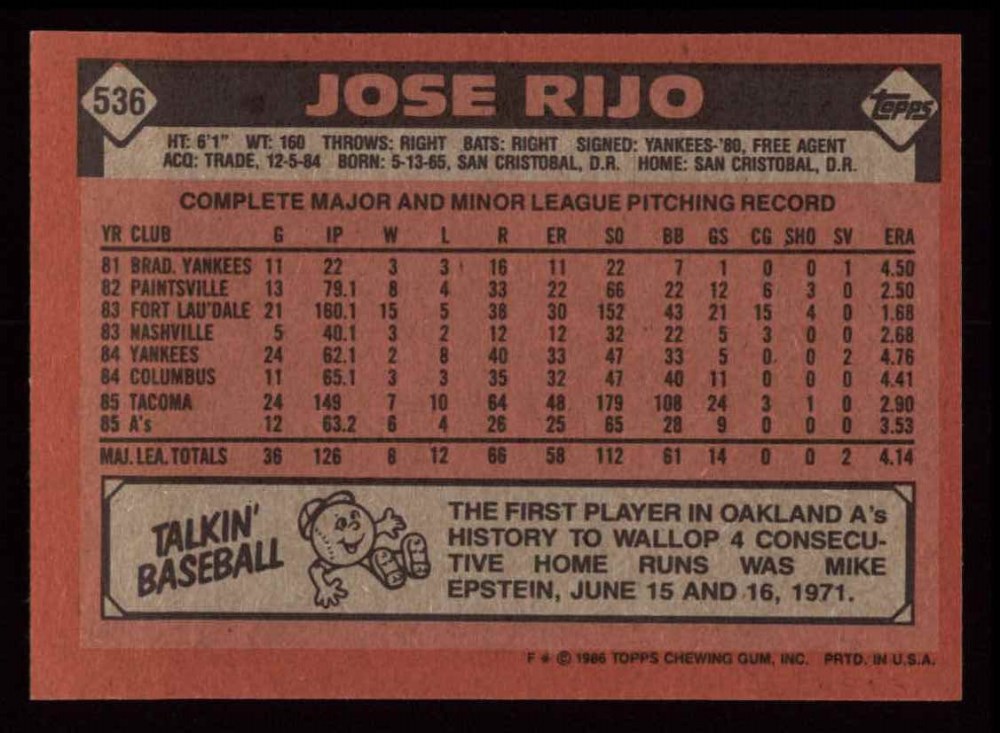 536
JOSE RIJO
Topps
HT: 6'1" WT: 160 THROWS: RIGHT BATS: RIGHT SIGNED: YANKEES-'80, FREE AGENT
ACQ: TRADE, 12-5-84 BORN: 5-13-65, SAN CRISTOBAL, D.R. HOME: SAN CRISTOBAL, D.R.
COMPLETE MAJOR AND MINOR LEAGUE PITCHING RECORD
YR CLUB G IP W L R ER SO BB GS CG SHO SV ERA
81 BRAD. YANKEES 11 22 3 3 16 11 22 7 1 0 0 1 4.50
82 PAINTSVILLE 13 79.1 8 4 33 22 66 22 12 6 3 0 2.50
83 FORT LAU'DALE 21 160.1 15 5 38 30 152 43 21 15 4 0 1.68
83 NASHVILLE 5 40.1 3 2 12 12 32 22 5 3 0 0 2.68
84 YANKEES 24 62.1 2 8 40 33 47 33 5 0 0 2 4.76
84 COLUMBUS 11 65.1 3 3 35 32 47 40 11 0 0 0 4.41
85 TACOMA 24 149 7 10 64 48 179 108 24 3 1 0 2.90
85 A's 12 63.2 6 4 26 25 65 28 9 0 0 0 3.53
MAJ. LEA. TOTALS 36 126 8 12 66 58 112 61 14 0 0 2 4.14
TALKIN'
BASEBALL
THE FIRST PLAYER IN OAKLAND A's
HISTORY TO WALLOP 4 CONSECU-
TIVE HOME RUNS WAS MIKE
EPSTEIN, JUNE 15 AND 16, 1971.
F * © 1986 TOPPS CHEWING GUM, INC. PRTD. IN U.S.A.